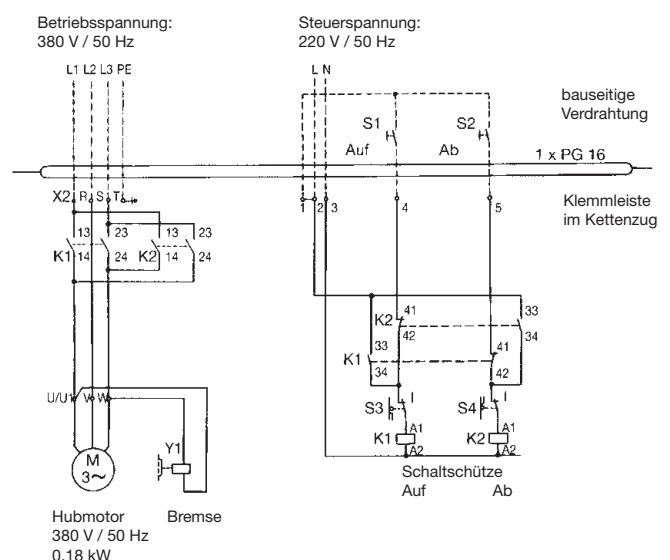 Betriebsspannung:
380 V / 50 Hz
L1 L2 L3 PE
Steuerspannung:
220 V / 50 Hz
L N
S1
Auf
S2
Ab
bauseitige
Verdrahtung
1 x PG 16
X2 R S T
1 2 3 4 5
Klemmleiste
im Kettenzug
13 23 13 23
K1 14 24 K2 14 24
K2 41 42 33 34
K1 33 34 41 42
U/U1 V W
S3 I S4 I
K1 A1 A2 K2 A1 A2
Y1
M
3~
Schaltschütze
Auf Ab
Hubmotor
380 V / 50 Hz
0,18 kW
Bremse